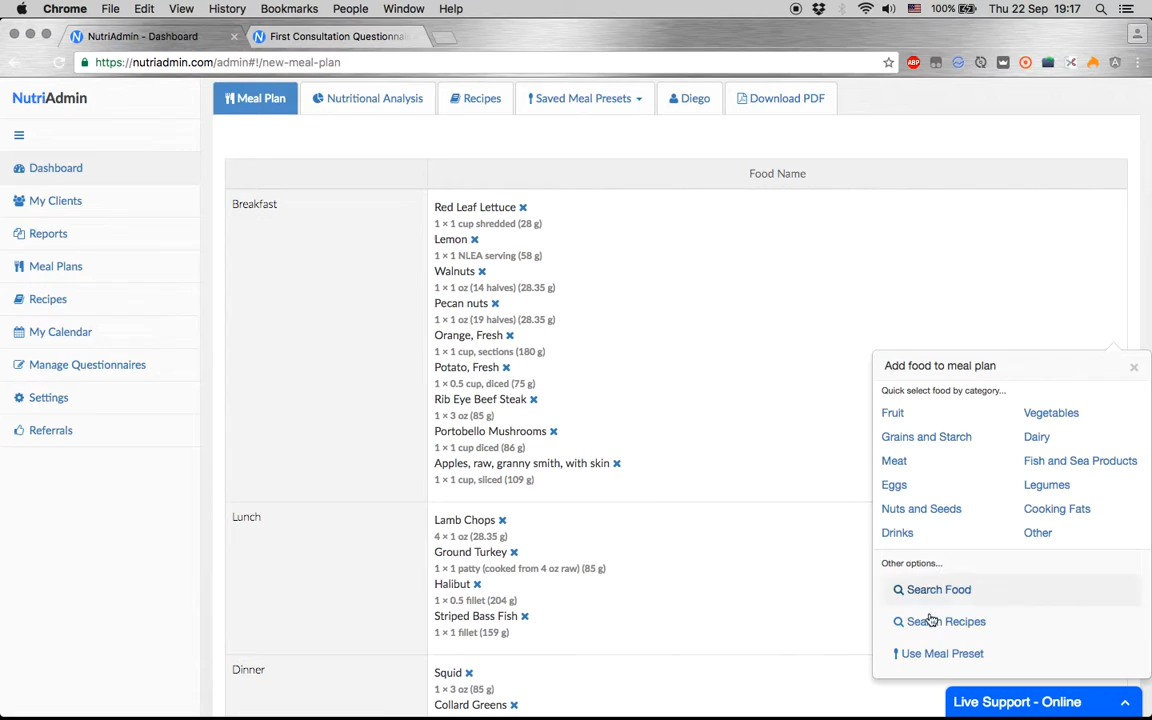 Chrome File Edit View History Bookmarks People Window Help 100% Thu 22 Sep 19:17
NutriAdmin - Dashboard First Consultation Questionna
https://nutriadmin.com/admin#!/new-meal-plan ABP
NutriAdmin
Meal Plan Nutritional Analysis Recipes Saved Meal Presets Diego Download PDF
Dashboard
My Clients
Reports
Meal Plans
Recipes
My Calendar
Manage Questionnaires
Settings
Referrals
Food Name
Breakfast
Red Leaf Lettuce
1 × 1 cup shredded (28 g)
Lemon
1 × 1 NLEA serving (58 g)
Walnuts
1 × 1 oz (14 halves) (28.35 g)
Pecan nuts
1 × 1 oz (19 halves) (28.35 g)
Orange, Fresh
1 × 1 cup, sections (180 g)
Potato, Fresh
1 × 0.5 cup, diced (75 g)
Rib Eye Beef Steak
1 × 3 oz (85 g)
Portobello Mushrooms
1 × 1 cup diced (86 g)
Apples, raw, granny smith, with skin
1 × 1 cup, sliced (109 g)
Lunch
Lamb Chops
4 × 1 oz (28.35 g)
Ground Turkey
1 × 1 patty (cooked from 4 oz raw) (85 g)
Halibut
1 × 0.5 fillet (204 g)
Striped Bass Fish
1 × 1 fillet (159 g)
Dinner
Squid
1 × 3 oz (85 g)
Collard Greens
Add food to meal plan
Quick select food by category...
Fruit Vegetables
Grains and Starch Dairy
Meat Fish and Sea Products
Eggs Legumes
Nuts and Seeds Cooking Fats
Drinks Other
Other options...
Search Food
Search Recipes
Use Meal Preset
Live Support - Online